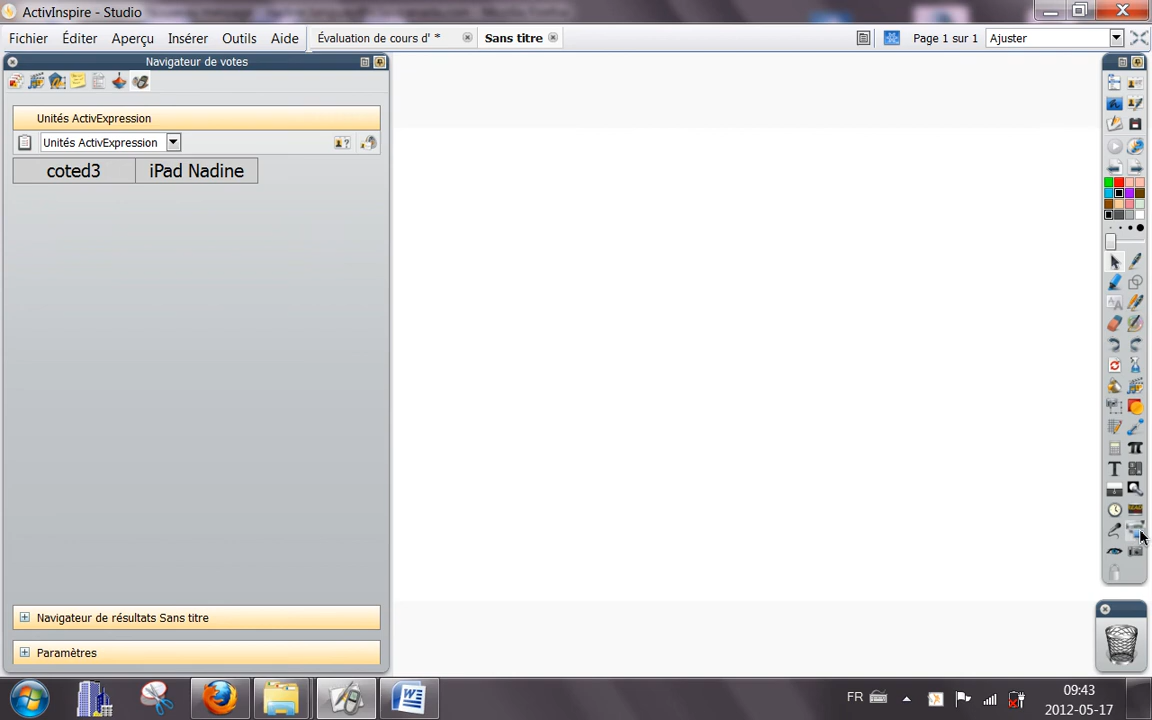 ActivInspire - Studio
Fichier Éditer Aperçu Insérer Outils Aide
Évaluation de cours d' * Sans titre
Page 1 sur 1 Ajuster
Navigateur de votes
Unités ActivExpression
Unités ActivExpression
coted3 iPad Nadine
Navigateur de résultats Sans titre
Paramètres
FR
09:43
2012-05-17